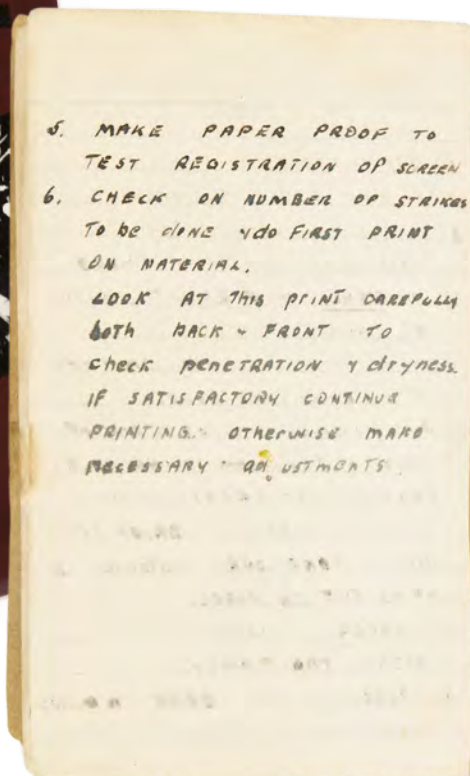 5. MAKE PAPER PROOF TO
TEST REGISTRATION OF SCREEN
6. CHECK ON NUMBER OF STRIKES
To be done & do FIRST PRINT
ON MATERIAL.
LOOK AT This print CAREFULLY
both BACK & FRONT TO
check peneTRATION & dryness.
IF SATISFACTORY CONTINUE
PRINTING. OTherwise MAKE
NECESSARY adjUSTMENTS.